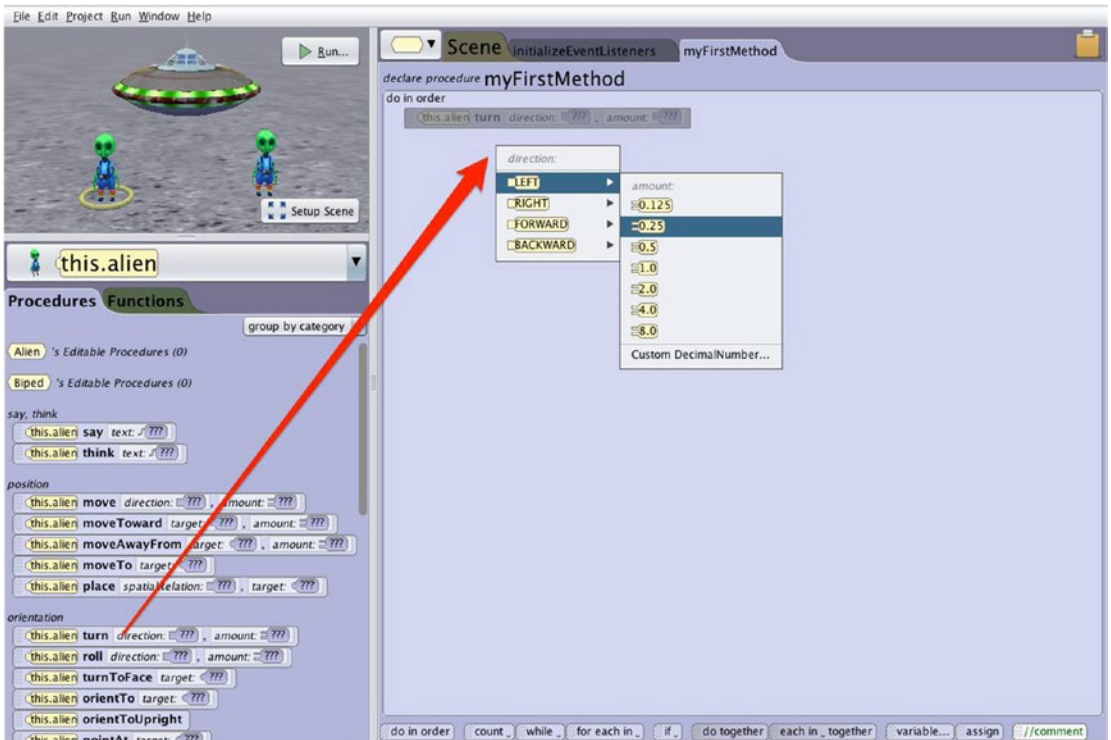 File Edit Project Run Window Help
Run...
Setup Scene
this.alien
Procedures Functions
group by category
Alien 's Editable Procedures (0)
Biped 's Editable Procedures (0)
say, think
this.alien say text: ???
this.alien think text: ???
position
this.alien move direction: ??? , amount: ???
this.alien moveToward target: ??? , amount: ???
this.alien moveAwayFrom target: ??? , amount: ???
this.alien moveTo target: ???
this.alien place spatialRelation: ??? , target: ???
orientation
this.alien turn direction: ??? , amount: ???
this.alien roll direction: ??? , amount: ???
this.alien turnToFace target: ???
this.alien orientTo target: ???
this.alien orientToUpright
this.alien pointAt target: ???
Scene initializeEventListeners myFirstMethod
declare procedure myFirstMethod
do in order
this.alien turn direction: ??? , amount: ???
direction:
LEFT
RIGHT
FORWARD
BACKWARD
amount:
0.125
0.25
0.5
1.0
2.0
4.0
8.0
Custom DecimalNumber...
do in order count _ while _ for each in _ if _ do together each in _ together variable... assign //comment